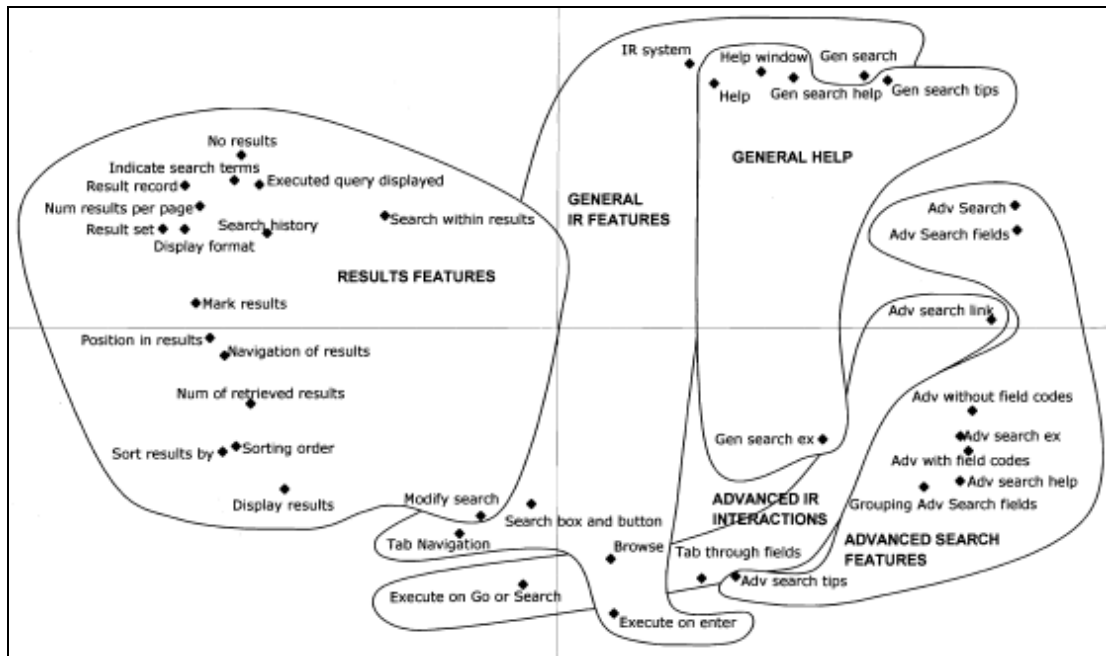 IR system
Help window
Gen search
Help
Gen search help
Gen search tips
No results
Indicate search terms
Result record
Executed query displayed
GENERAL HELP
GENERAL
IR FEATURES
Num results per page
Search within results
Adv Search
Result set
Search history
Display format
Adv Search fields
RESULTS FEATURES
Mark results
Adv search link
Position in results
Navigation of results
Num of retrieved results
Adv without field codes
Sort results by
Sorting order
Gen search ex
Adv search ex
Adv with field codes
Adv search help
Display results
Modify search
Search box and button
ADVANCED IR
INTERACTIONS
Grouping Adv Search fields
Tab Navigation
Browse
Tab through fields
ADVANCED SEARCH
FEATURES
Adv search tips
Execute on Go or Search
Execute on enter